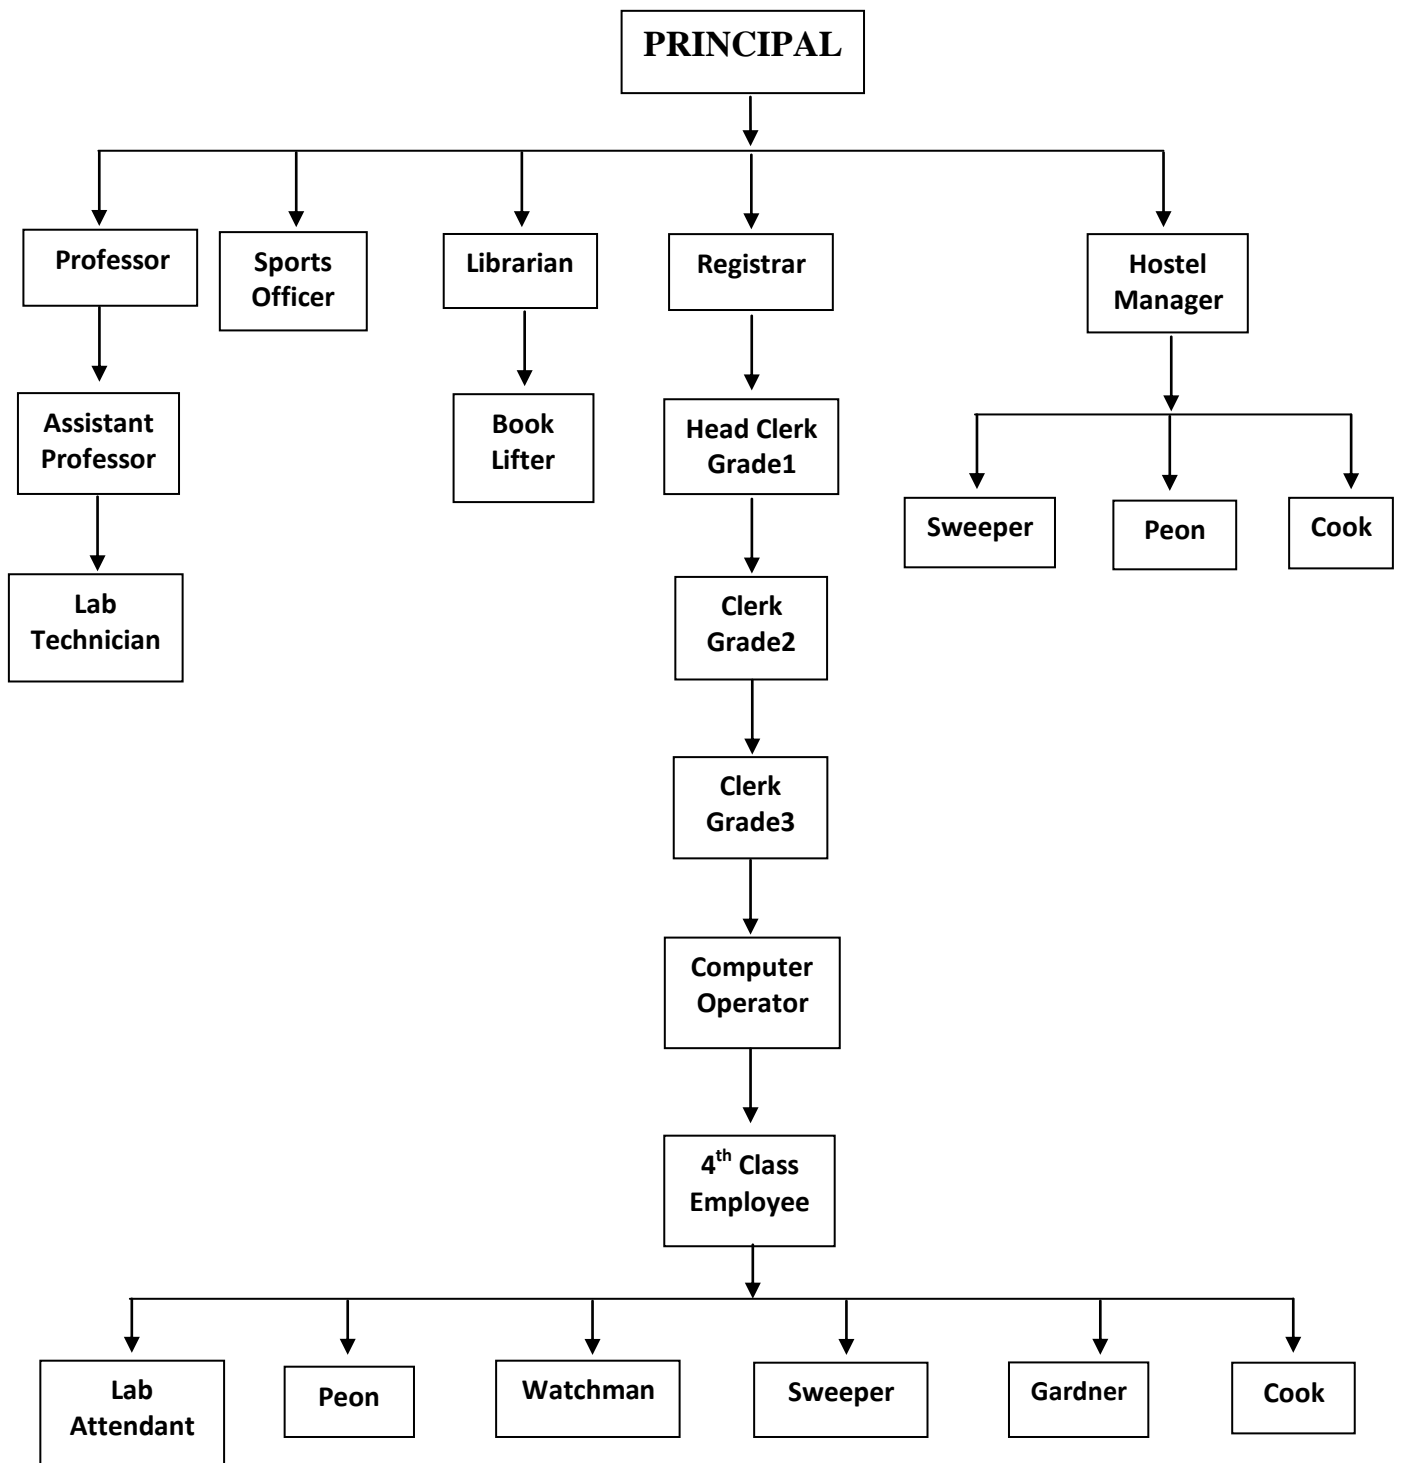 PRINCIPAL
Professor
Sports
Officer
Librarian
Registrar
Hostel
Manager
Assistant
Professor
Book
Lifter
Head Clerk
Grade1
Sweeper
Peon
Cook
Lab
Technician
Clerk
Grade2
Clerk
Grade3
Computer
Operator
4th Class
Employee
Lab
Attendant
Peon
Watchman
Sweeper
Gardner
Cook